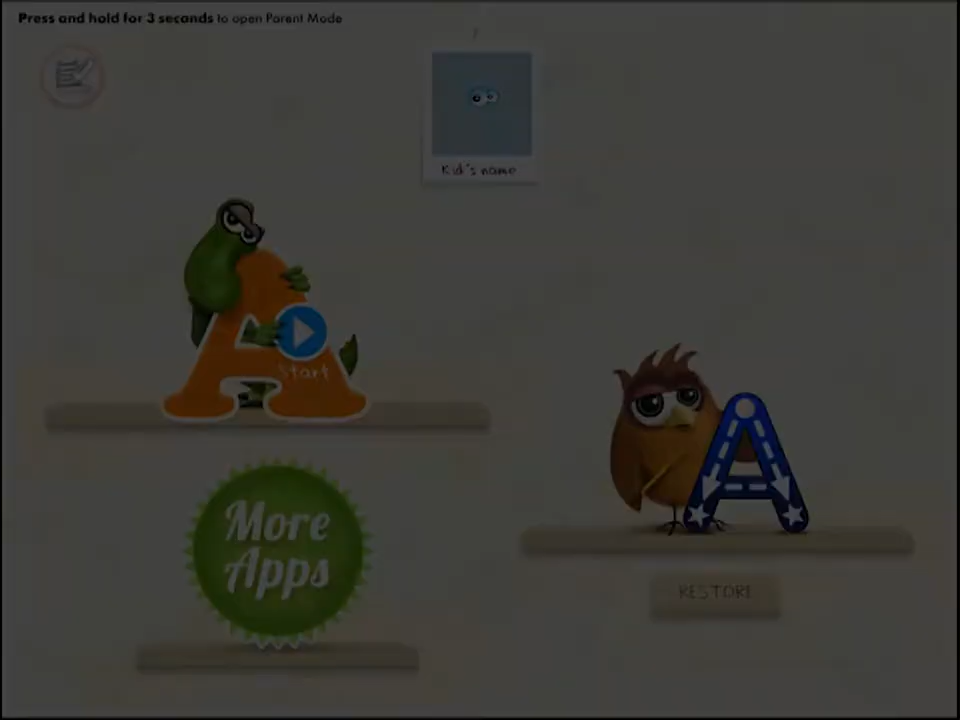 Press and hold for 3 seconds to open Parent Mode
Kid's name
A
Start
A
More
Apps
RESTORE